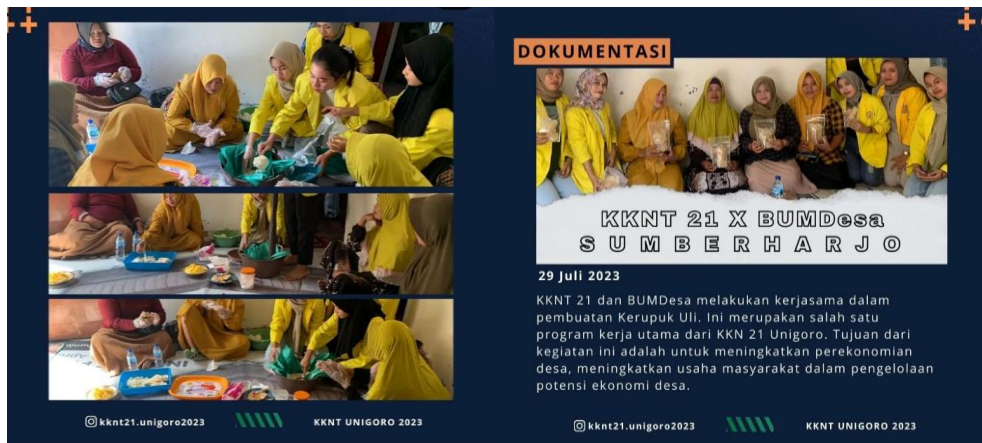 kknt21.unigoro2023
KKNT UNIGORO 2023
DOKUMENTASI
KKNT 21 X BUMDesa
SUMBERHARJO
29 Juli 2023
KKNT 21 dan BUMDesa melakukan kerjasama dalam
pembuatan Kerupuk Uli. Ini merupakan salah satu
program kerja utama dari KKN 21 Unigoro. Tujuan dari
kegiatan ini adalah untuk meningkatkan perekonomian
desa, meningkatkan usaha masyarakat dalam pengelolaan
potensi ekonomi desa.
kknt21.unigoro2023
KKNT UNIGORO 2023